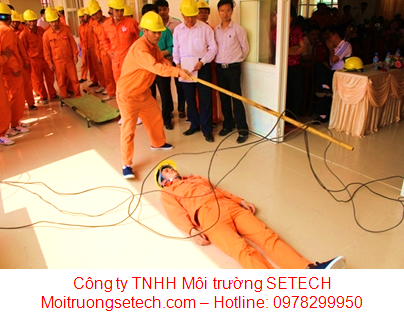 Công ty TNHH Môi trường SETECH
Moitruongsetech.com – Hotline: 0978299950